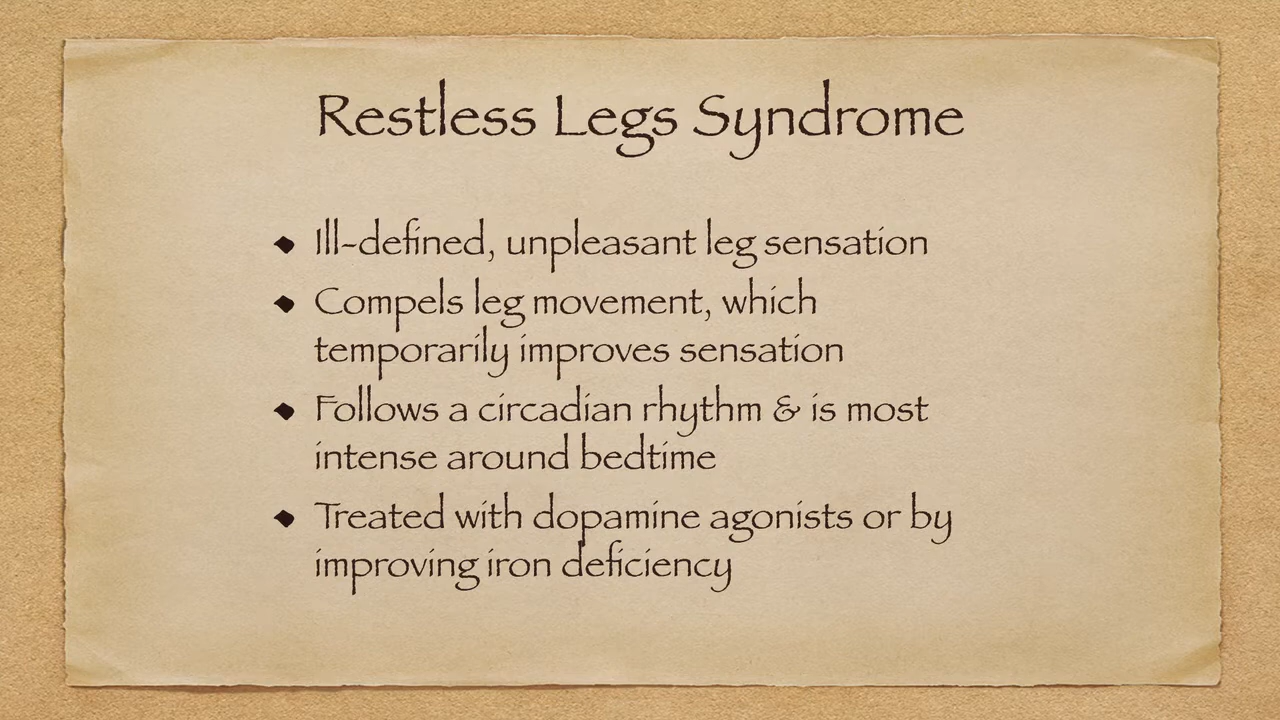 Restless Legs Syndrome
◆ Ill-defined, unpleasant leg sensation
◆ Compels leg movement, which
temporarily improves sensation
◆ Follows a circadian rhythm & is most
intense around bedtime
◆ Treated with dopamine agonists or by
improving iron deficiency